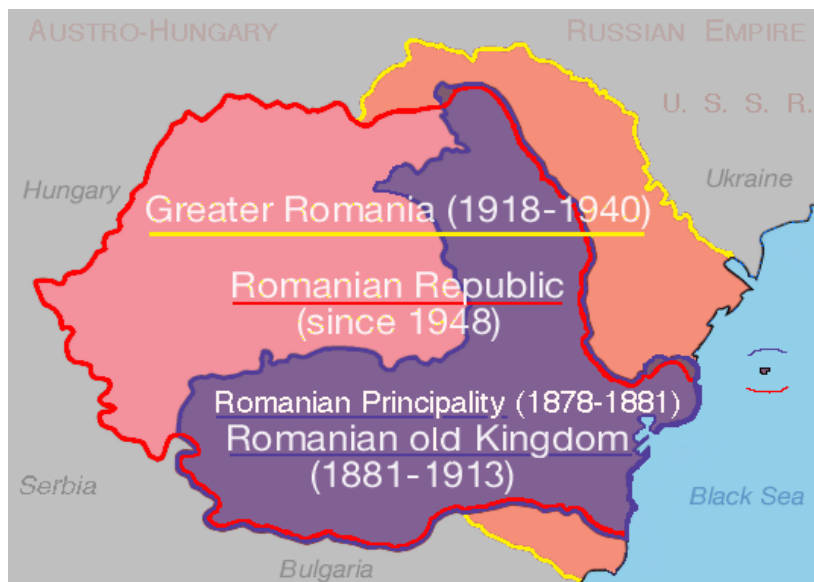 AUSTRO-HUNGARY
RUSSIAN EMPIRE
U. S. S. R.
Hungary
Ukraine
Greater Romania (1918-1940)
Romanian Republic
(since 1948)
Romanian Principality (1878-1881)
Romanian old Kingdom
(1881-1913)
Serbia
Black Sea
Bulgaria